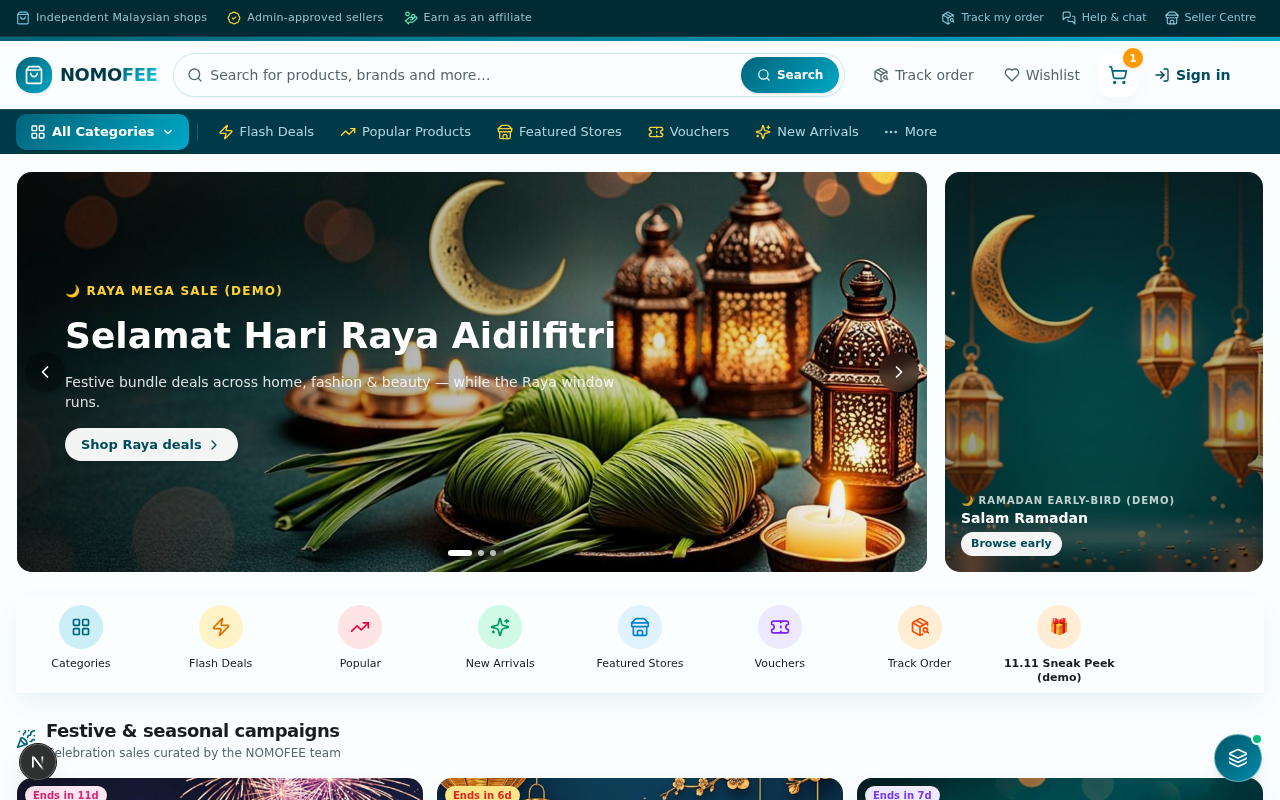 Independent Malaysian shops
Admin-approved sellers
Earn as an affiliate
Track my order
Help & chat
Seller Centre
NOMOFEE
Search for products, brands and more...
Search
Track order
Wishlist
1
Sign in
All Categories
Flash Deals
Popular Products
Featured Stores
Vouchers
New Arrivals
More
🌙 RAYA MEGA SALE (DEMO)
Selamat Hari Raya Aidilfitri
Festive bundle deals across home, fashion & beauty — while the Raya window
runs.
Shop Raya deals
🌙 RAMADAN EARLY-BIRD (DEMO)
Salam Ramadan
Browse early
Categories
Flash Deals
Popular
New Arrivals
Featured Stores
Vouchers
Track Order
11.11 Sneak Peek
(demo)
Festive & seasonal campaigns
elebration sales curated by the NOMOFEE team
N
Ends in 11d
Ends in 6d
Ends in 7d